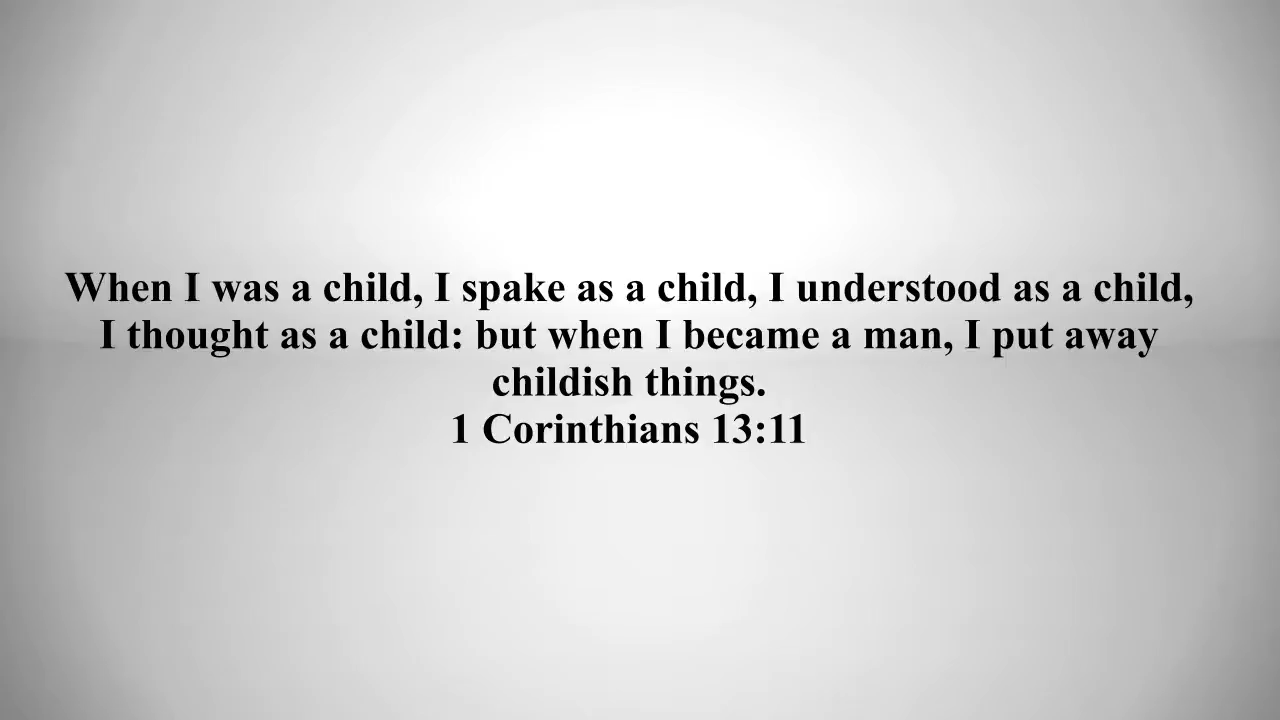 When I was a child, I spake as a child, I understood as a child,
I thought as a child: but when I became a man, I put away
childish things.
1 Corinthians 13:11